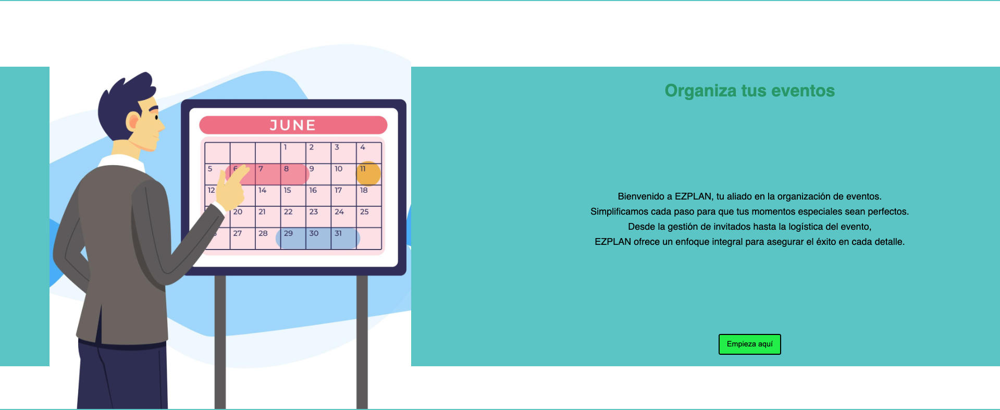 JUNE
1 2 3 4
5 6 7 8 9 10 11
12 14 15 16 17 18
20 21 22 23 24 25
27 28 29 30 31
Organiza tus eventos
Bienvenido a EZPLAN, tu aliado en la organización de eventos.
Simplificamos cada paso para que tus momentos especiales sean perfectos.
Desde la gestión de invitados hasta la logística del evento,
EZPLAN ofrece un enfoque integral para asegurar el éxito en cada detalle.
Empieza aquí